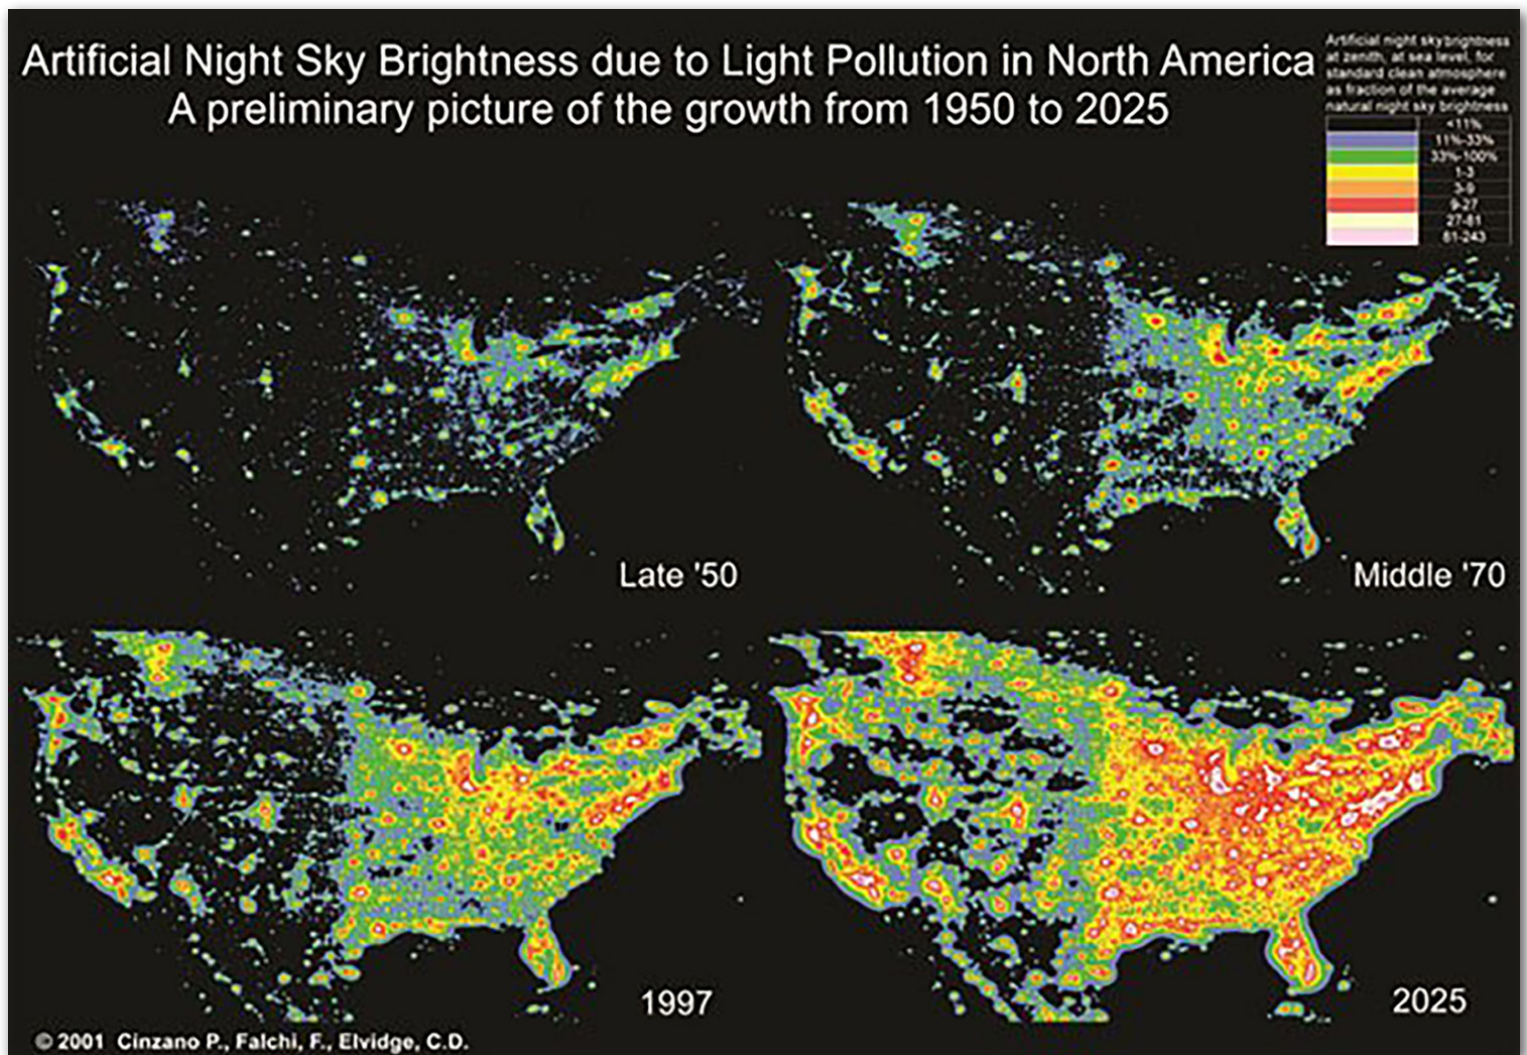 Artificial Night Sky Brightness due to Light Pollution in North America
A preliminary picture of the growth from 1950 to 2025
Artificial night sky brightness
at zenith, at sea level, for
standard clean atmosphere
as fraction of the average
natural night sky brightness
<11%
11%-33%
33%-100%
1-3
3-9
9-27
27-81
81-243
Late '50
Middle '70
1997
2025
© 2001 Cinzano P., Falchi, F., Elvidge, C.D.